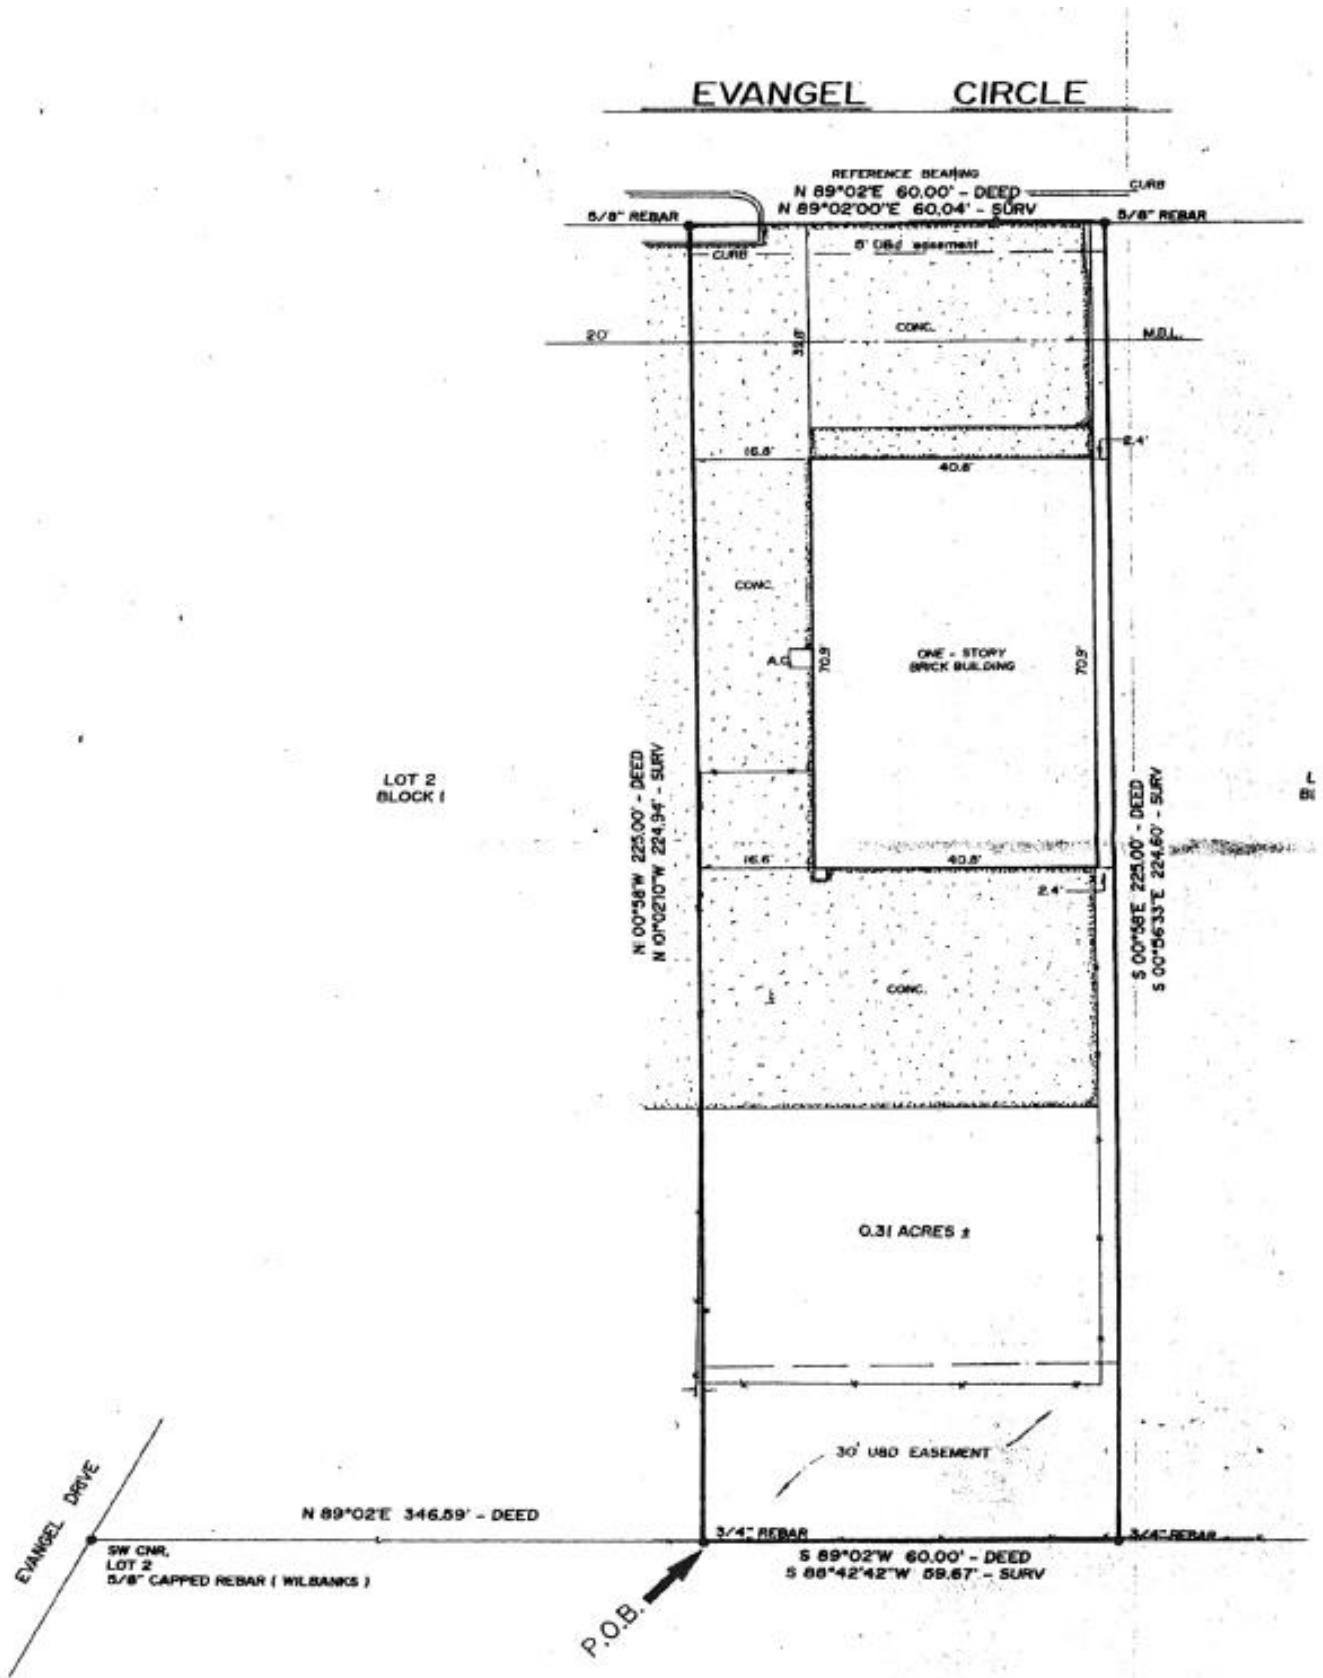 EVANGEL CIRCLE
REFERENCE BEARING
N 89°02'E 60.00' - DEED
N 89°02'00"E 60.04' - SURV
CURB
5/8" REBAR
5/8" REBAR
CURB
5' U&d easement
20'
CONC.
M.B.L.
16.8'
40.8'
2.4'
CONC.
A.C.
70.9'
ONE - STORY
BRICK BUILDING
70.9'
LOT 2
BLOCK 1
N 00°58'W 225.00' - DEED
N 01°02'10"W 224.94' - SURV
S 00°58'E 225.00' - DEED
S 00°56'33"E 224.60' - SURV
L
BL
16.6'
40.8'
2.4'
CONC.
0.31 ACRES ±
30' U&D EASEMENT
EVANGEL DRIVE
N 89°02'E 346.59' - DEED
3/4" REBAR
3/4" REBAR
SW CNR.
LOT 2
5/8" CAPPED REBAR ( WILBANKS )
S 89°02'W 60.00' - DEED
S 88°42'42"W 59.67' - SURV
P.O.B.